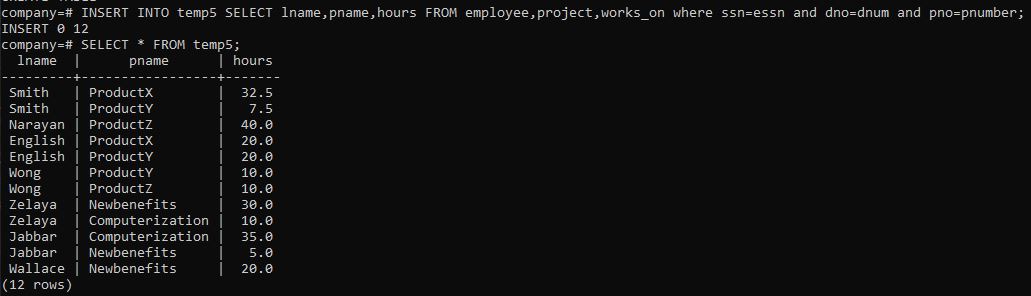 company=# INSERT INTO temp5 SELECT lname,pname,hours FROM employee,project,works_on where ssn=essn and dno=dnum and pno=pnumber;
INSERT 0 12
company=# SELECT * FROM temp5;
  lname  |      pname      | hours
---------+-----------------+-------
 Smith   | ProductX        |  32.5
 Smith   | ProductY        |   7.5
 Narayan | ProductZ        |  40.0
 English | ProductX        |  20.0
 English | ProductY        |  20.0
 Wong    | ProductY        |  10.0
 Wong    | ProductZ        |  10.0
 Zelaya  | Newbenefits     |  30.0
 Zelaya  | Computerization |  10.0
 Jabbar  | Computerization |  35.0
 Jabbar  | Newbenefits     |   5.0
 Wallace | Newbenefits     |  20.0
(12 rows)